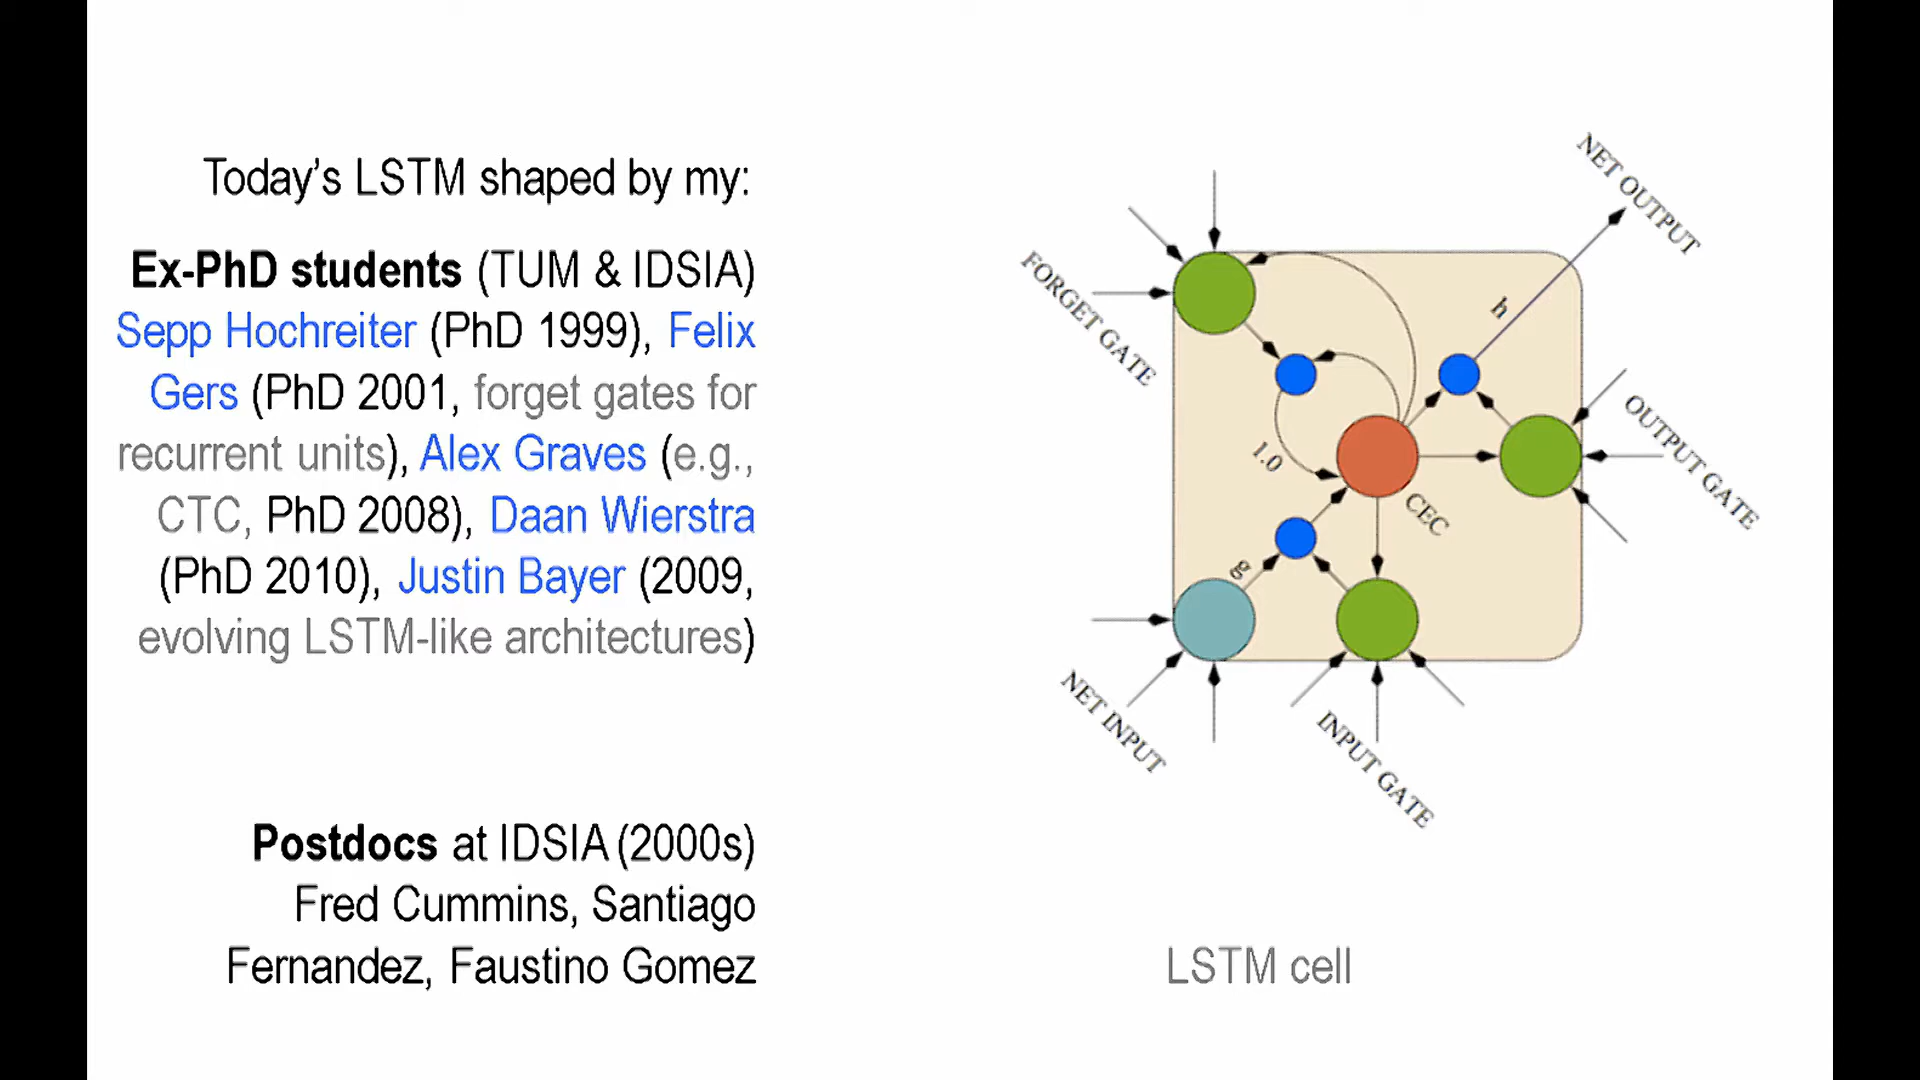 Today's LSTM shaped by my:
Ex-PhD students (TUM & IDSIA)
Sepp Hochreiter (PhD 1999), Felix
Gers (PhD 2001, forget gates for
recurrent units), Alex Graves (e.g.,
CTC, PhD 2008), Daan Wierstra
(PhD 2010), Justin Bayer (2009,
evolving LSTM-like architectures)
Postdocs at IDSIA (2000s)
Fred Cummins, Santiago
Fernandez, Faustino Gomez
NET OUTPUT
FORGET GATE
h
OUTPUT GATE
1.0
CEC
g
NET INPUT
INPUT GATE
LSTM cell